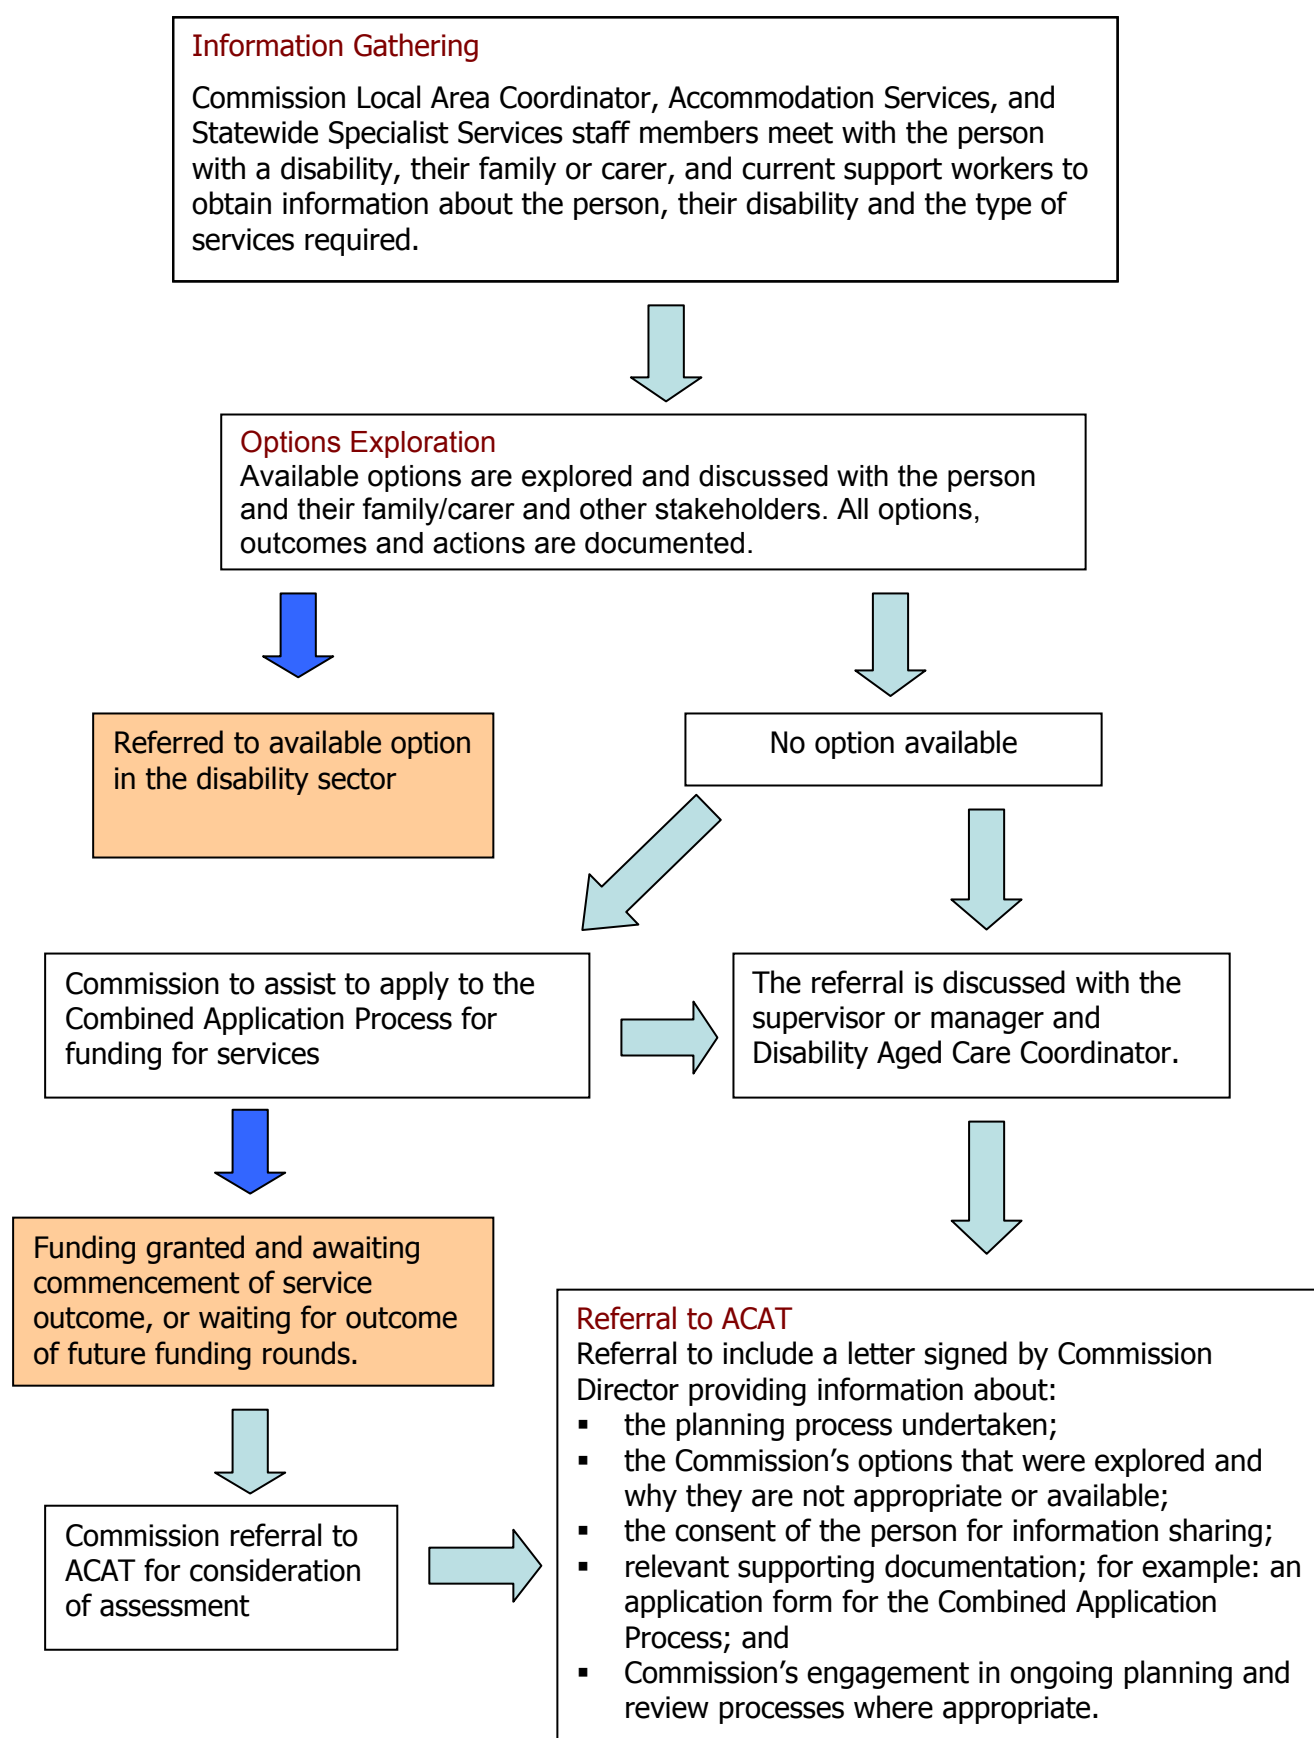 Information Gathering
Commission Local Area Coordinator, Accommodation Services, and
Statewide Specialist Services staff members meet with the person
with a disability, their family or carer, and current support workers to
obtain information about the person, their disability and the type of
services required.
Options Exploration
Available options are explored and discussed with the person
and their family/carer and other stakeholders. All options,
outcomes and actions are documented.
Referred to available option
in the disability sector
No option available
Commission to assist to apply to the
Combined Application Process for
funding for services
The referral is discussed with the
supervisor or manager and
Disability Aged Care Coordinator.
Funding granted and awaiting
commencement of service
outcome, or waiting for outcome
of future funding rounds.
Commission referral to
ACAT for consideration
of assessment
Referral to ACAT
Referral to include a letter signed by Commission
Director providing information about:
▪ the planning process undertaken;
▪ the Commission’s options that were explored and
why they are not appropriate or available;
▪ the consent of the person for information sharing;
▪ relevant supporting documentation; for example: an
application form for the Combined Application
Process; and
▪ Commission’s engagement in ongoing planning and
review processes where appropriate.